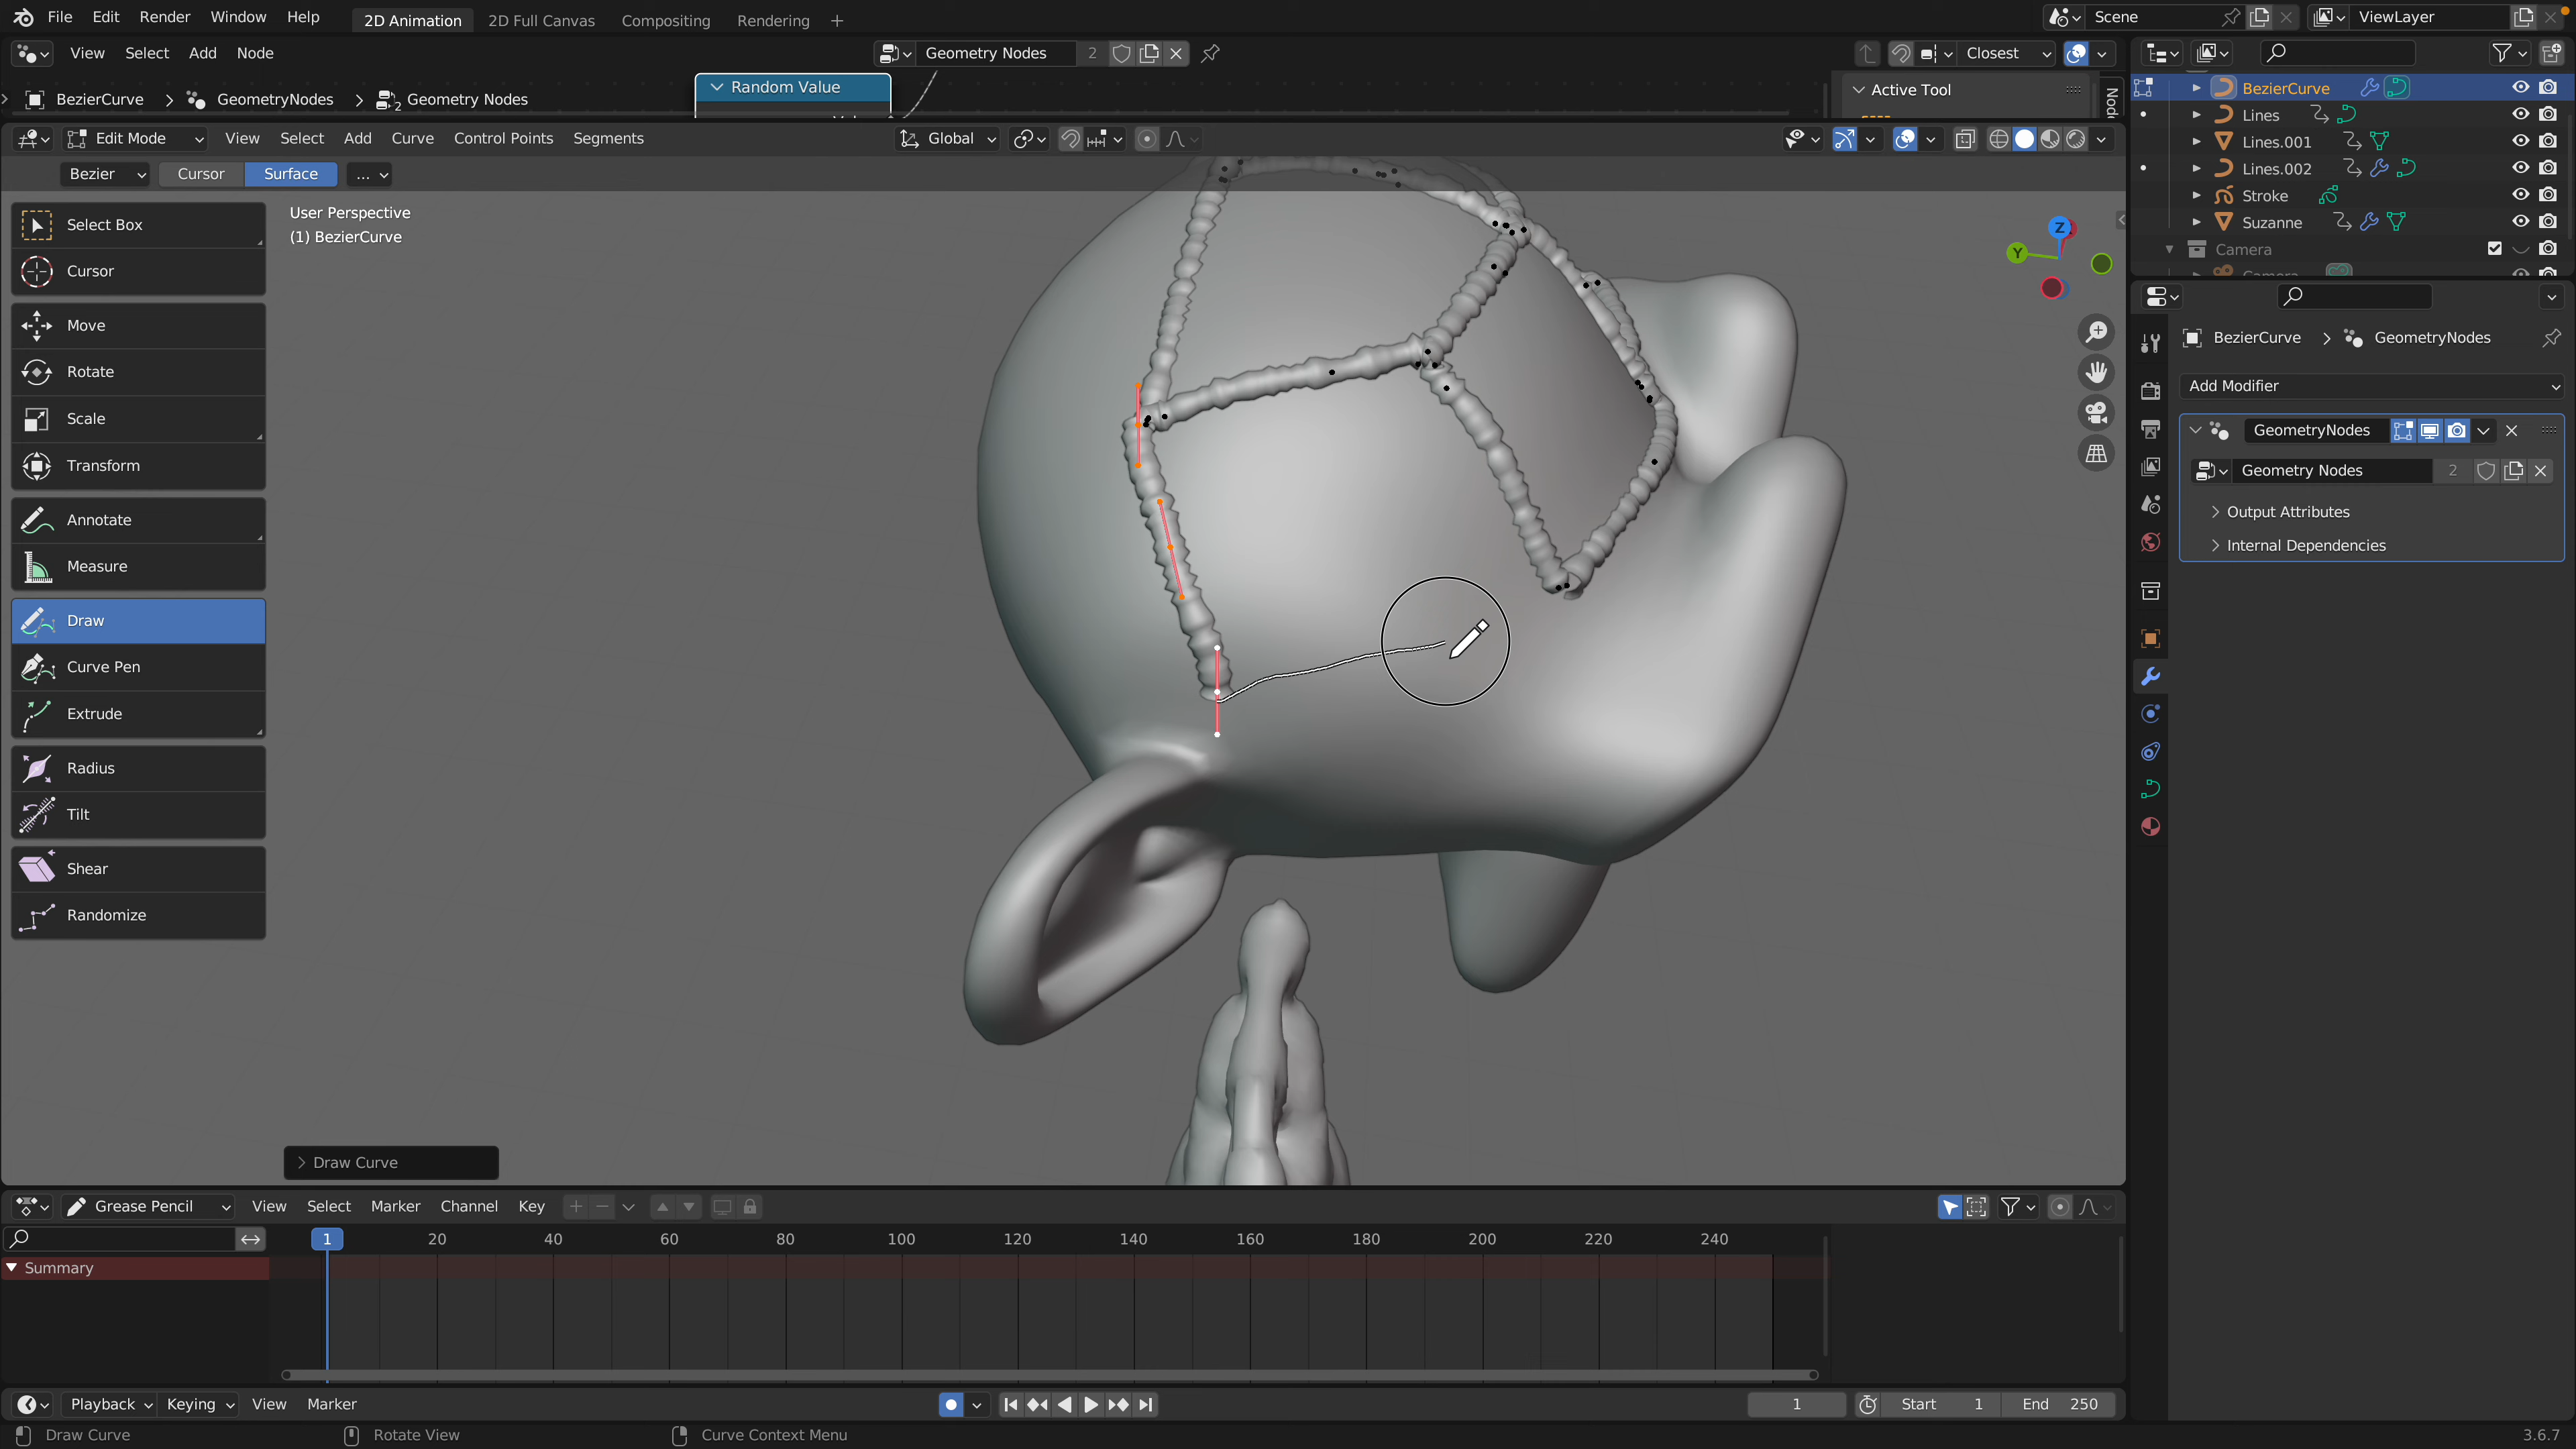 File Edit Render Window Help 2D Animation 2D Full Canvas Compositing Rendering + Scene ViewLayer
View Select Add Node Geometry Nodes 2 Closest
BezierCurve > GeometryNodes > 2 Geometry Nodes Random Value Active Tool
BezierCurve
Lines
Lines.001
Lines.002
Stroke
Suzanne
Camera
Edit Mode View Select Add Curve Control Points Segments Global
Bezier Cursor Surface ...
User Perspective
(1) BezierCurve
Z
Y
Select Box
Cursor
Move
Rotate
Scale
Transform
Annotate
Measure
Draw
Curve Pen
Extrude
Radius
Tilt
Shear
Randomize
BezierCurve > GeometryNodes
Add Modifier
GeometryNodes
Geometry Nodes 2
Output Attributes
Internal Dependencies
Draw Curve
Grease Pencil View Select Marker Channel Key
1 20 40 60 80 100 120 140 160 180 200 220 240
Summary
Playback Keying View Marker 1 Start 1 End 250
Draw Curve Rotate View Curve Context Menu 3.6.7